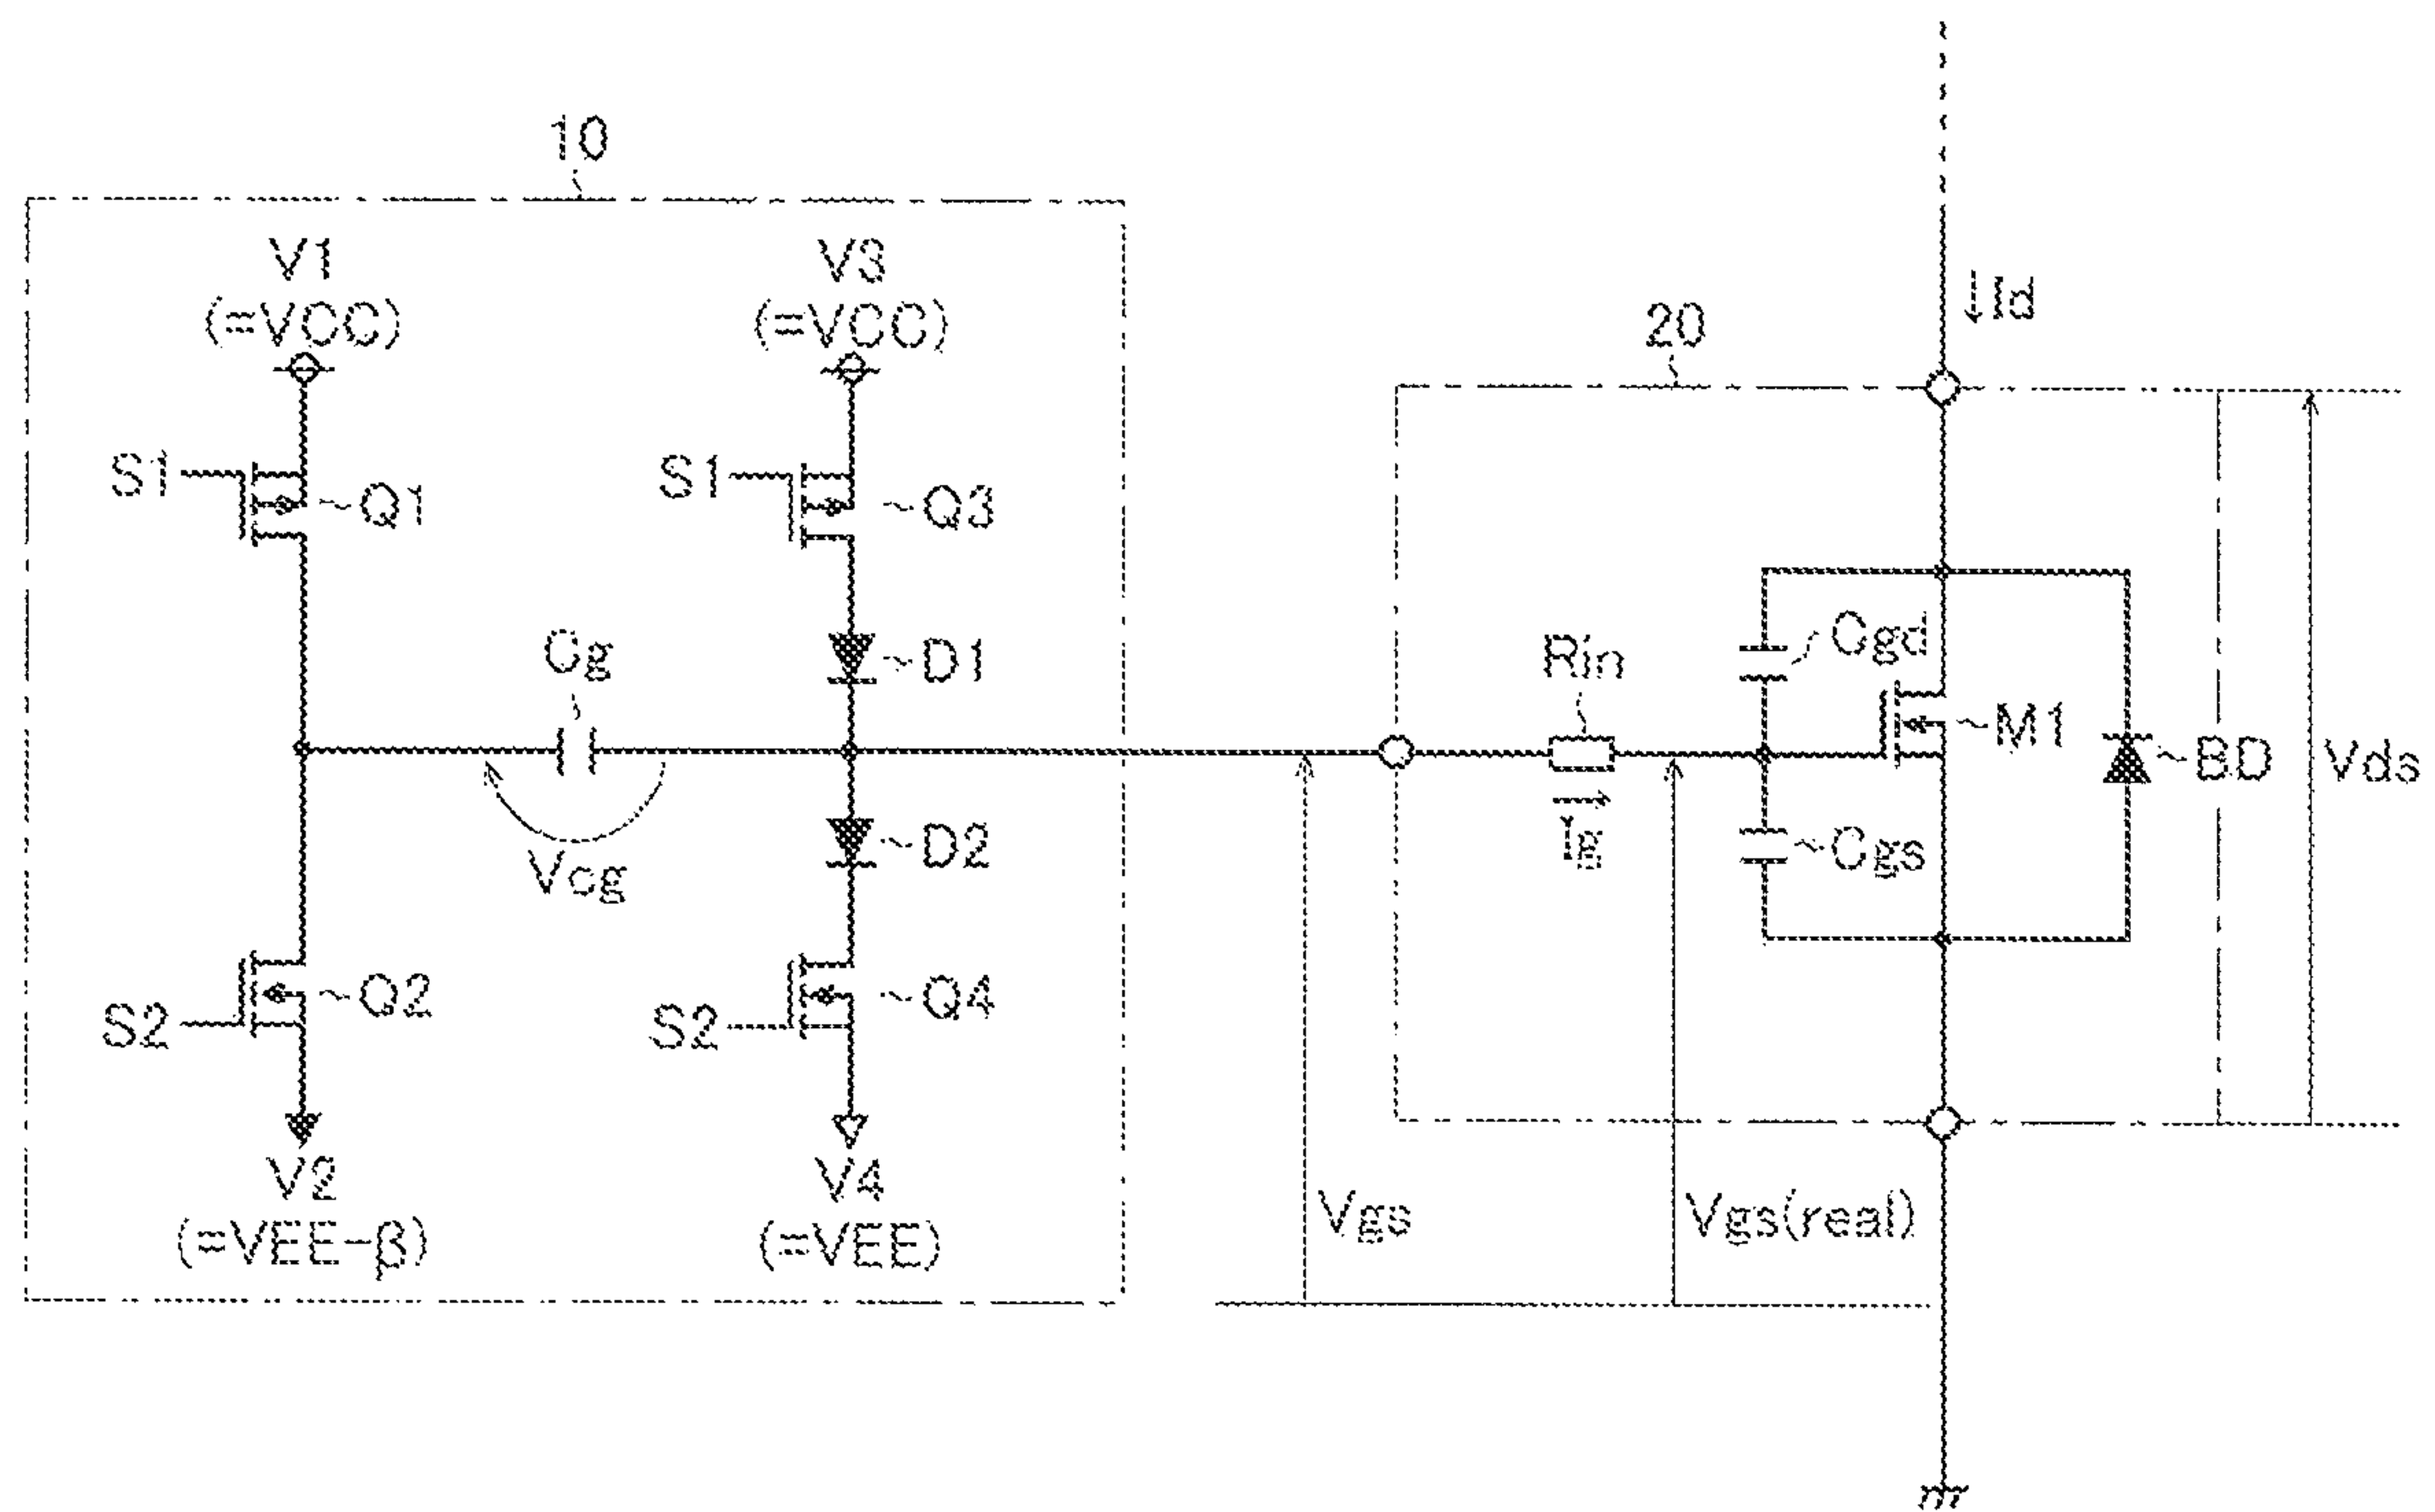 10
V1
(=VCC)
V3
(=VCC)
↓Id
20
S1
Q1
S1
Q3
Cg
D1
Rin
Cgd
M1
BD
Vds
Vcg
D2
Ig
Cgs
S2
Q2
S2
Q4
V2
(=VEE-β)
V4
(=VEE)
Vgs
Vgs(real)